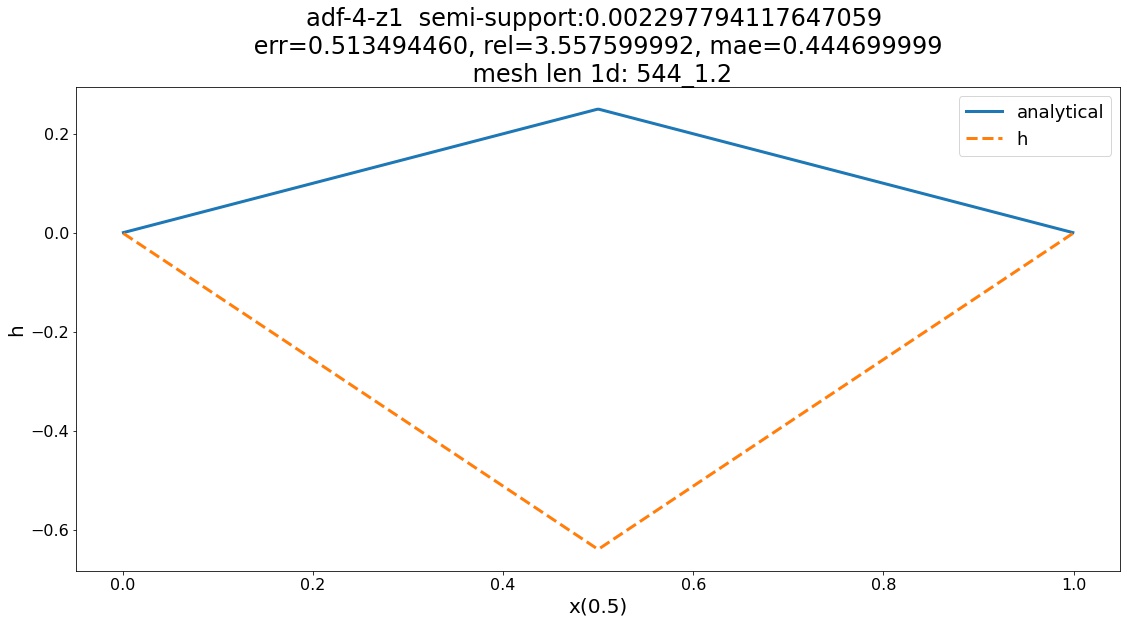 adf-4-z1  semi-support:0.002297794117647059
err=0.513494460, rel=3.557599992, mae=0.444699999
mesh len 1d: 544_1.2
analytical
h
0.2
0.0
−0.2
−0.4
−0.6
h
0.0
0.2
0.4
0.6
0.8
1.0
x(0.5)